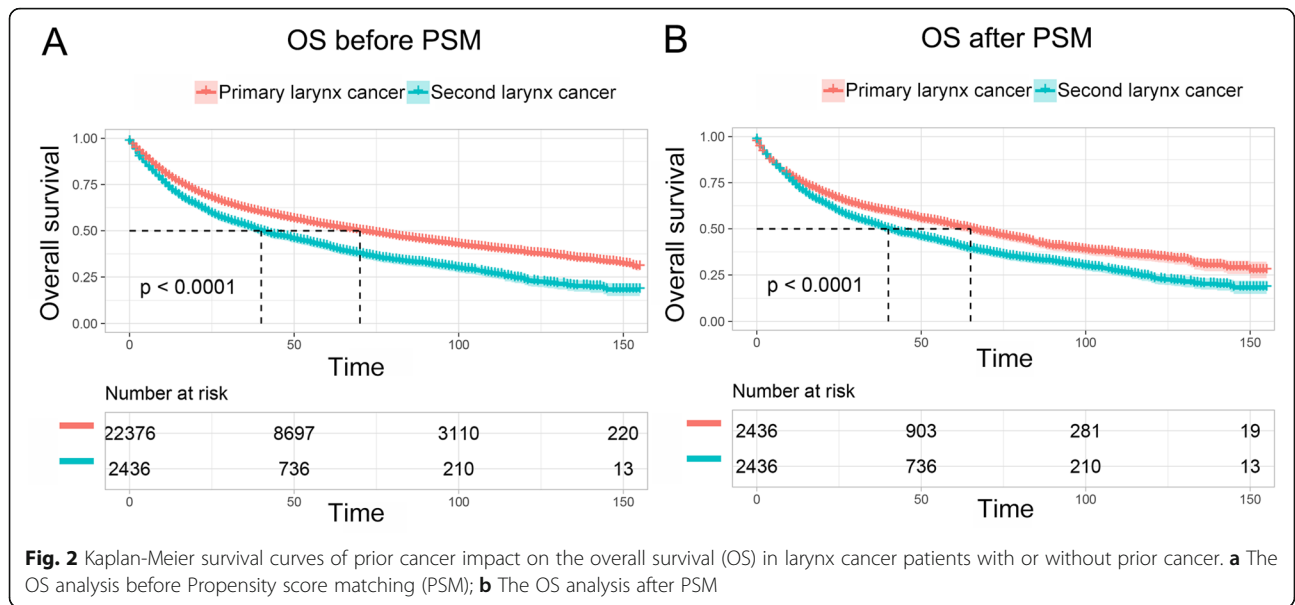 A
OS before PSM
Primary larynx cancer Second larynx cancer
Overall survival
1.00
0.75
0.50
0.25
0.00
p < 0.0001
0 50 100 150
Time
Number at risk
22376 8697 3110 220
2436 736 210 13
0 50 100 150
Time
B
OS after PSM
Primary larynx cancer Second larynx cancer
Overall survival
1.00
0.75
0.50
0.25
0.00
p < 0.0001
0 50 100 150
Time
Number at risk
2436 903 281 19
2436 736 210 13
0 50 100 150
Time
Fig. 2 Kaplan-Meier survival curves of prior cancer impact on the overall survival (OS) in larynx cancer patients with or without prior cancer. a The
OS analysis before Propensity score matching (PSM); b The OS analysis after PSM